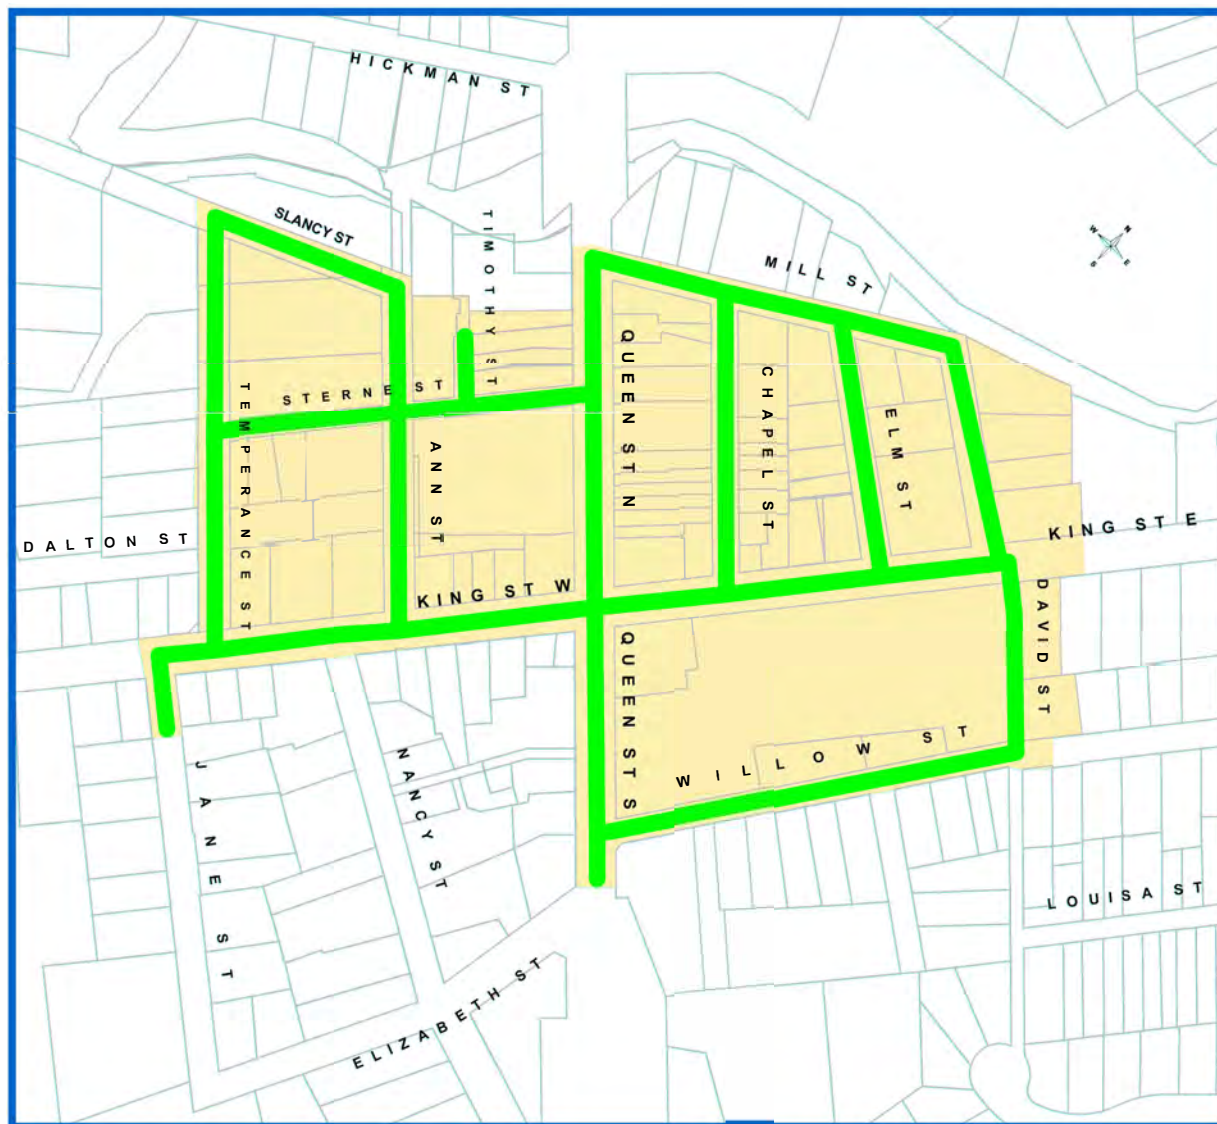 HICKMAN ST
SLANCY ST
TIMOTHY ST
MILL ST
W N
S E
STERNE ST
TEMPERANCE ST
ANN ST
QUEEN ST N
CHAPEL ST
ELM ST
DALTON ST
KING ST E
KING ST W
DAVID ST
QUEEN ST S
WILLOW ST
JANE ST
NANCY ST
LOUISA ST
ELIZABETH ST